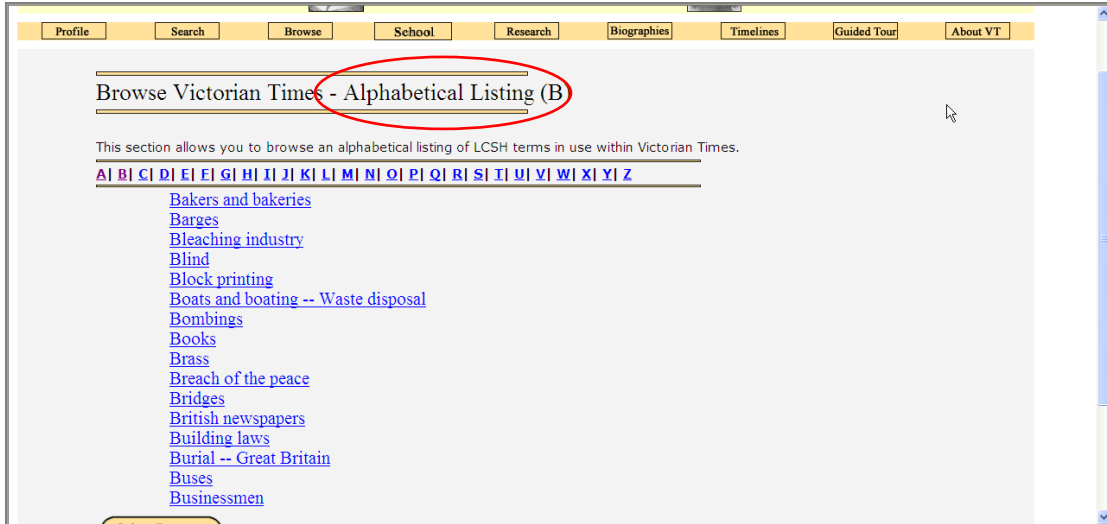 Profile Search Browse School Research Biographies Timelines Guided Tour About VT
Browse Victorian Times - Alphabetical Listing (B)
This section allows you to browse an alphabetical listing of LCSH terms in use within Victorian Times.
A| B| C| D| E| F| G| H| I| J| K| L| M| N| O| P| Q| R| S| T| U| V| W| X| Y| Z
Bakers and bakeries
Barges
Bleaching industry
Blind
Block printing
Boats and boating -- Waste disposal
Bombings
Books
Brass
Breach of the peace
Bridges
British newspapers
Building laws
Burial -- Great Britain
Buses
Businessmen